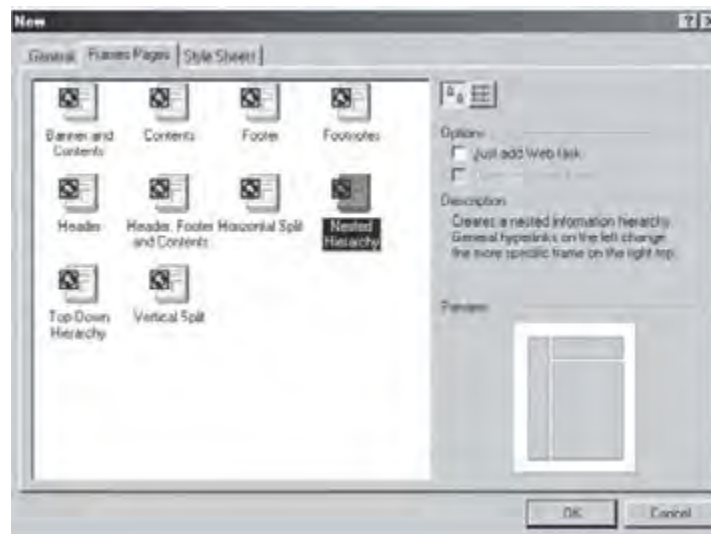 New
General Frames Pages Style Sheets
Banner and Contents
Contents
Footer
Footnotes
Header
Header, Footer and Contents
Horizontal Split
Nested Hierarchy
Top-Down Hierarchy
Vertical Split
Options
Just add Web task
Description
Creates a nested information hierarchy.
General hyperlinks on the left change
the more specific frame on the right top.
Preview
OK
Cancel